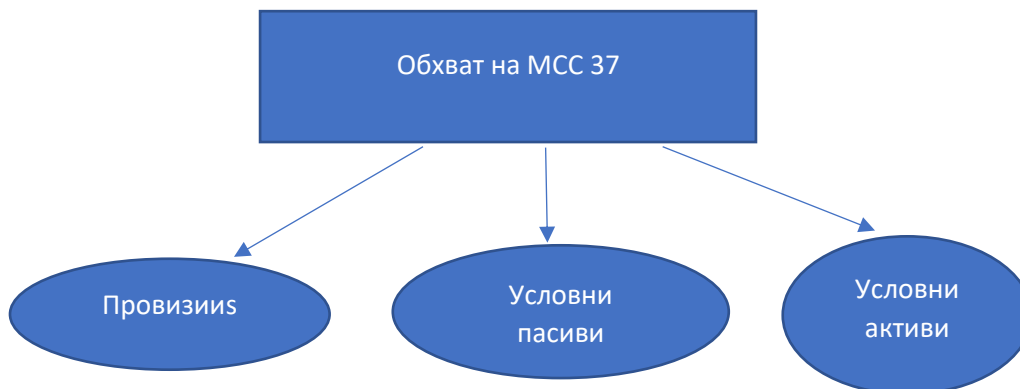 Обхват на МСС 37
Провизииs
Условни
пасиви
Условни
активи